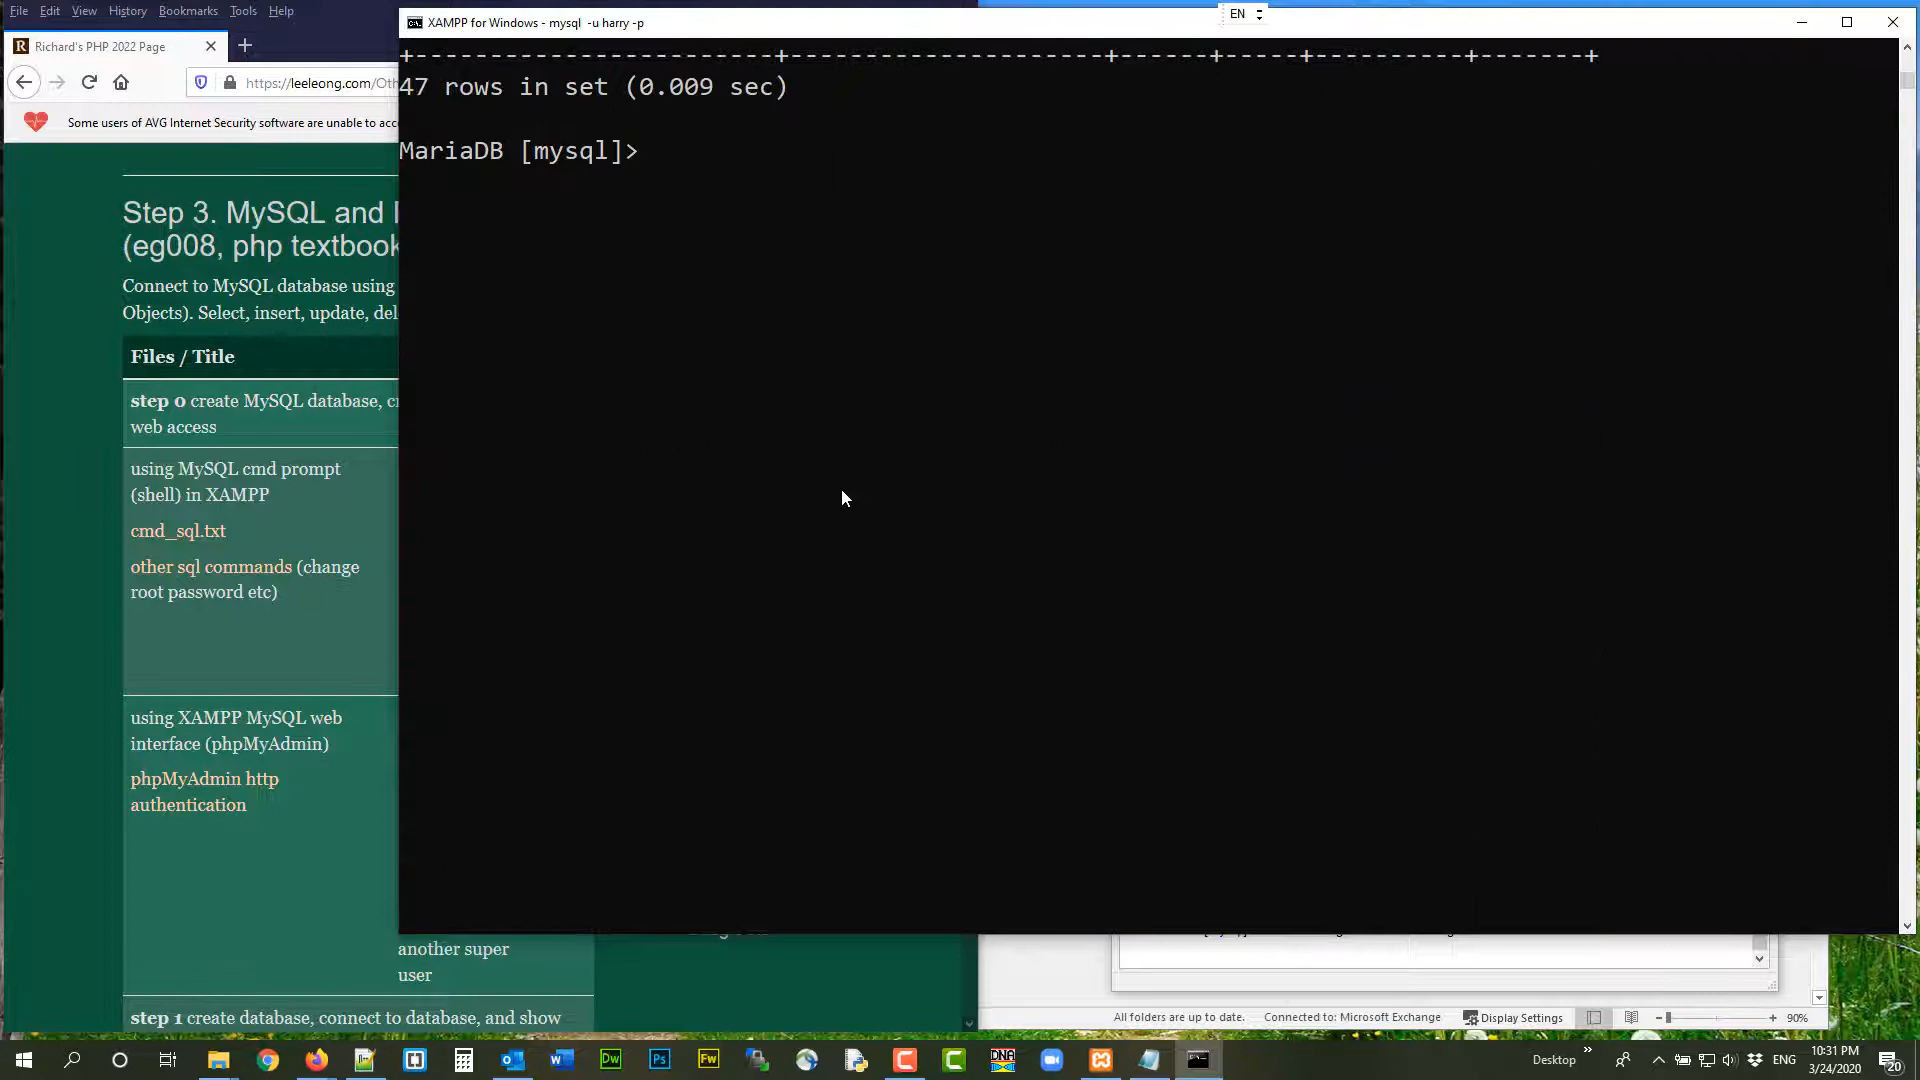 File Edit View History Bookmarks Tools Help
XAMPP for Windows - mysql -u harry -p
EN
Richard's PHP 2022 Page
https://leeleong.com/Oth
Some users of AVG Internet Security software are unable to acce
+------------------------+---------------------+------+-----+----------+-------+
47 rows in set (0.009 sec)
MariaDB [mysql]>
Step 3. MySQL and
(eg008, php textbook
Connect to MySQL database using
Objects). Select, insert, update, del
Files / Title
step 0 create MySQL database, cr
web access
using MySQL cmd prompt
(shell) in XAMPP
cmd_sql.txt
other sql commands (change
root password etc)
using XAMPP MySQL web
interface (phpMyAdmin)
phpMyAdmin http
authentication
another super
user
step 1 create database, connect to database, and show
All folders are up to date. Connected to: Microsoft Exchange Display Settings 90%
Dw Ps Fw DNA
Desktop ENG 10:31 PM
3/24/2020 20